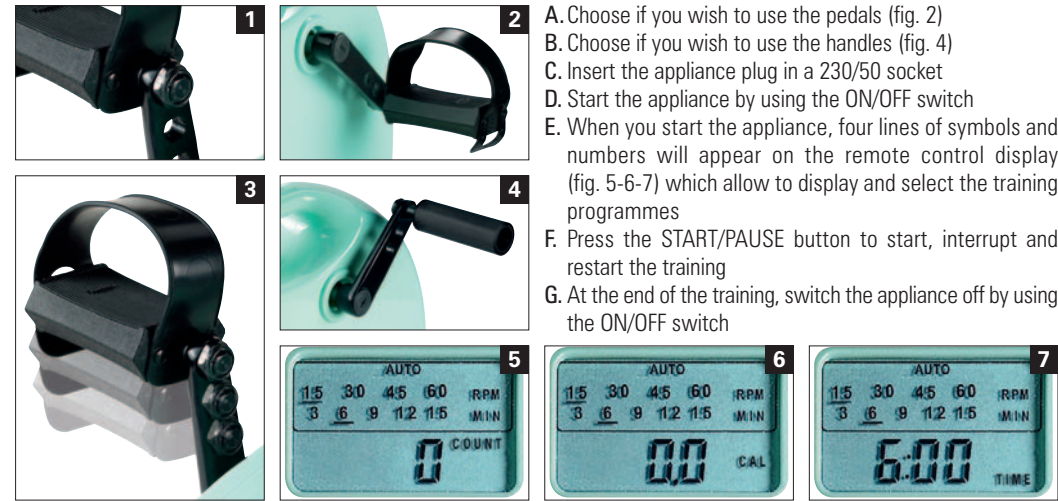 1
2
A. Choose if you wish to use the pedals (fig. 2)
B. Choose if you wish to use the handles (fig. 4)
C. Insert the appliance plug in a 230/50 socket
D. Start the appliance by using the ON/OFF switch
E. When you start the appliance, four lines of symbols and
numbers will appear on the remote control display
(fig. 5-6-7) which allow to display and select the training
programmes
F. Press the START/PAUSE button to start, interrupt and
restart the training
G. At the end of the training, switch the appliance off by using
the ON/OFF switch
3
4
5
AUTO
15 30 45 60 RPM
3 6 9 12 15 MIN
0 COUNT
6
AUTO
15 30 45 60 RPM
3 6 9 12 15 MIN
0,0 CAL
7
AUTO
15 30 45 60 RPM
3 6 9 12 15 MIN
6:00 TIME